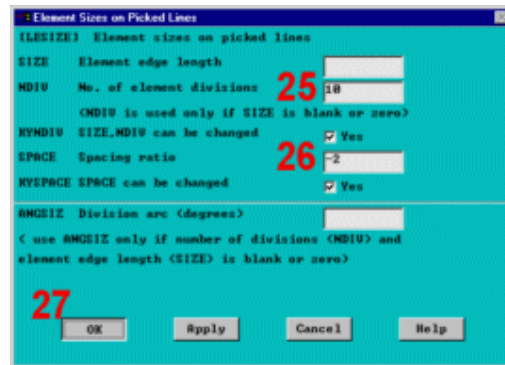 Element Sizes on Picked Lines
[LESIZE] Element sizes on picked lines
SIZE Element edge length
NDIV No. of element divisions 25 10
(NDIV is used only if SIZE is blank or zero)
KYNDIV SIZE,NDIV can be changed Yes
SPACE Spacing ratio 26 -2
KYSPACE SPACE can be changed Yes
ANGSIZ Division arc (degrees)
( use ANGSIZ only if number of divisions (NDIV) and
element edge length (SIZE) is blank or zero)
27
OK Apply Cancel Help